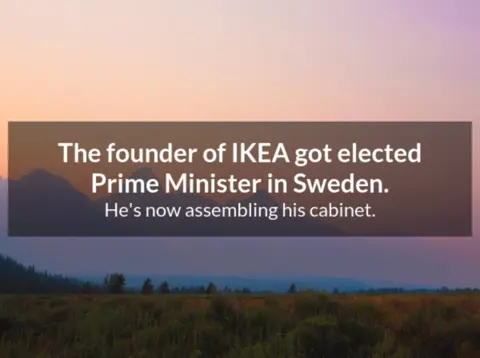 The founder of IKEA got elected
Prime Minister in Sweden.
He's now assembling his cabinet.